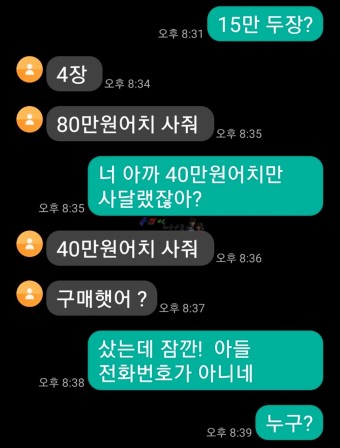 15만 두장?
오후 8:31
4장
오후 8:34
80만원어치 사줘
오후 8:35
너 아까 40만원어치만
사달랬잖아?
오후 8:35
40만원어치 사줘
오후 8:36
구매햇어 ?
오후 8:37
샀는데 잠깐! 아들
전화번호가 아니네
오후 8:38
누구?
오후 8:39